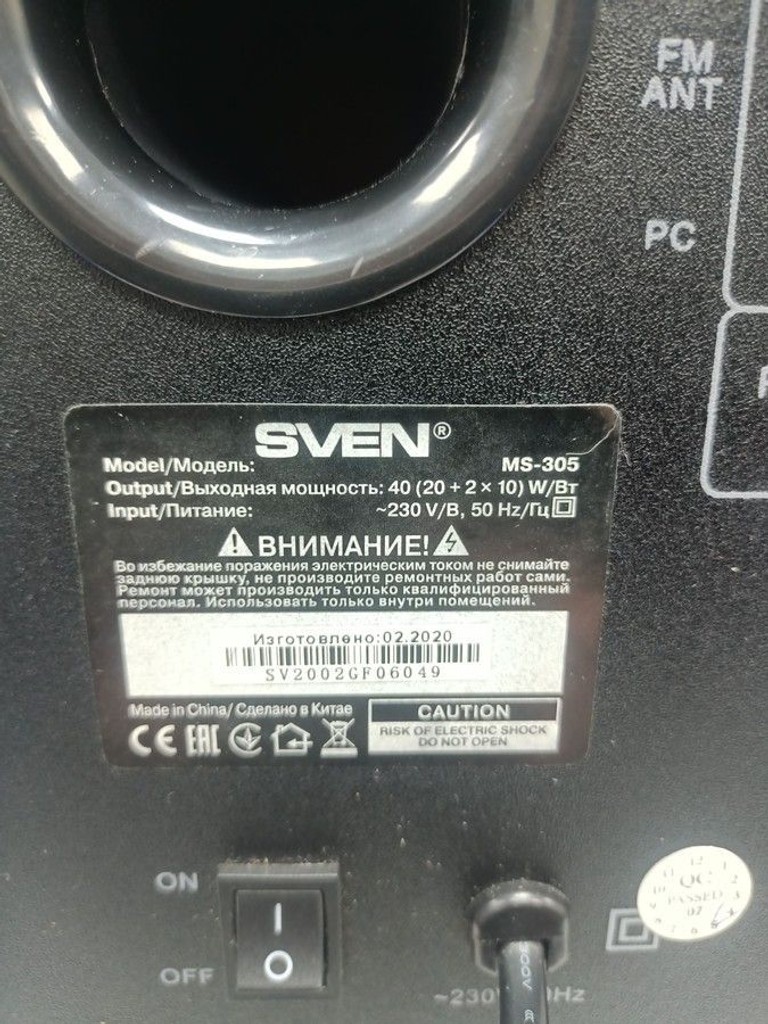 FM
ANT
PC
SVEN®
Model/Модель: MS-305
Output/Выходная мощность: 40 (20 + 2 × 10) W/Вт
Input/Питание: ~230 V/В, 50 Hz/Гц
ВНИМАНИЕ!
Во избежание поражения электрическим током не снимайте
заднюю крышку, не производите ремонтных работ сами.
Ремонт может производить только квалифицированный
персонал. Использовать только внутри помещений.
Изготовлено:02.2020
SV2002GF06049
Made in China/ Сделано в Китае
CE EAC
CAUTION
RISK OF ELECTRIC SHOCK
DO NOT OPEN
ON
OFF
QC
PASSED
07